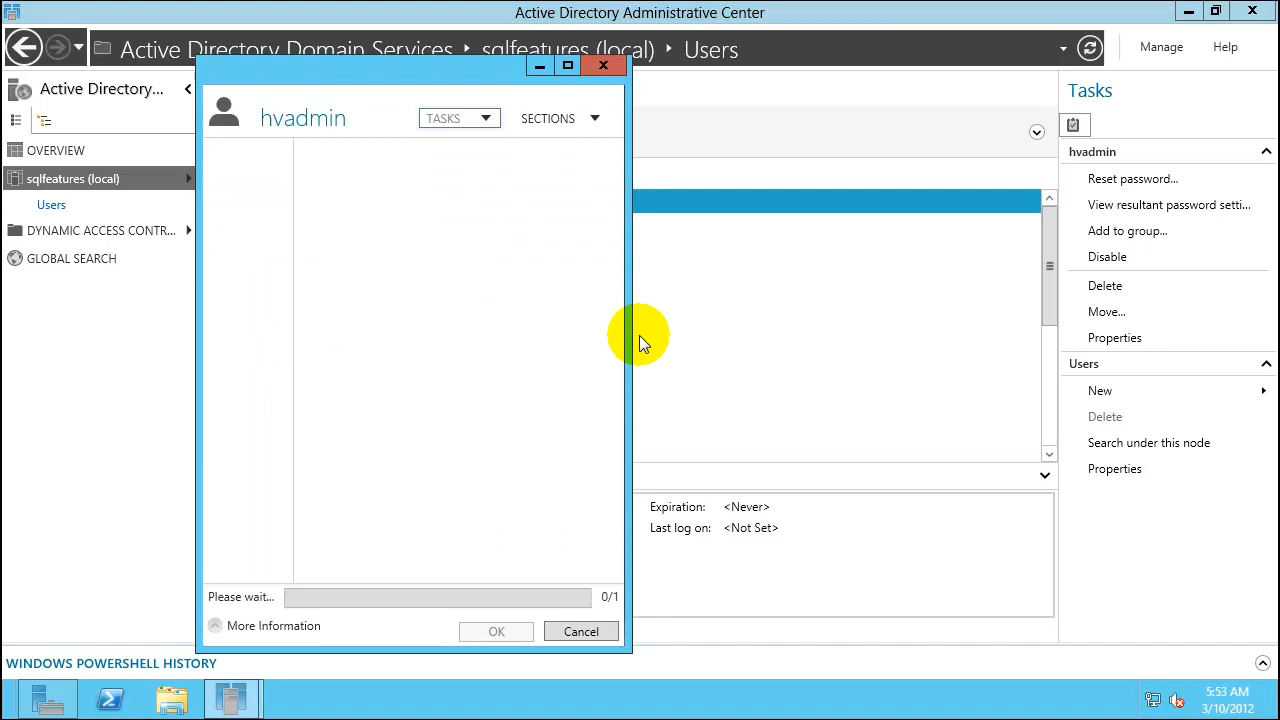 Active Directory Administrative Center
Active Directory Domain Services ‣ sqlfeatures (local) ‣ Users
Manage
Help
Active Directory...
OVERVIEW
sqlfeatures (local)
Users
DYNAMIC ACCESS CONTR...
GLOBAL SEARCH
hvadmin
TASKS
SECTIONS
Please wait...
0/1
More Information
OK
Cancel
Expiration: <Never>
Last log on: <Not Set>
Tasks
hvadmin
Reset password...
View resultant password setti...
Add to group...
Disable
Delete
Move...
Properties
Users
New
Delete
Search under this node
Properties
WINDOWS POWERSHELL HISTORY
5:53 AM
3/10/2012